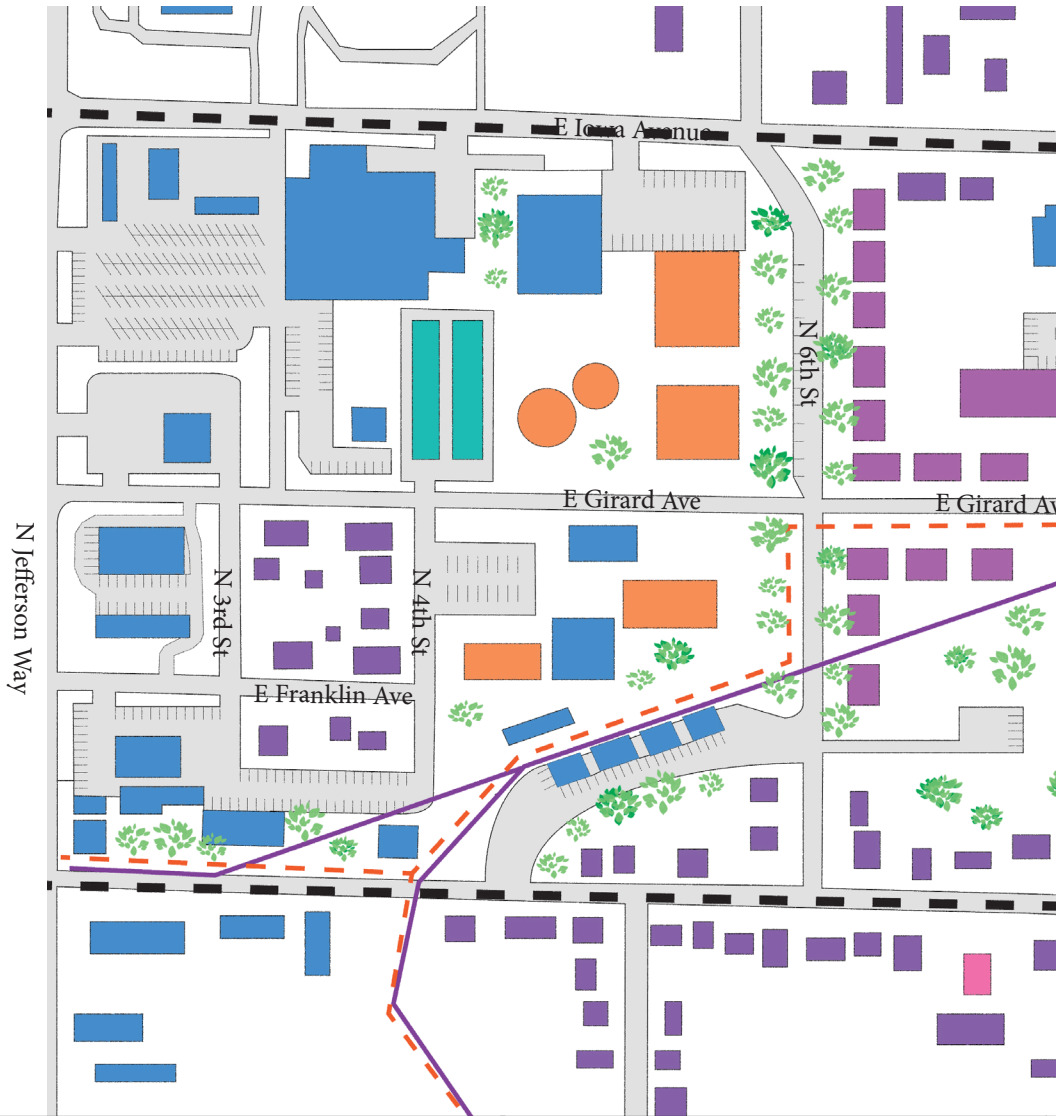 E Iowa Avenue
N 6th St
E Girard Ave
E Girard Av
N Jefferson Way
N 3rd St
N 4th St
E Franklin Ave